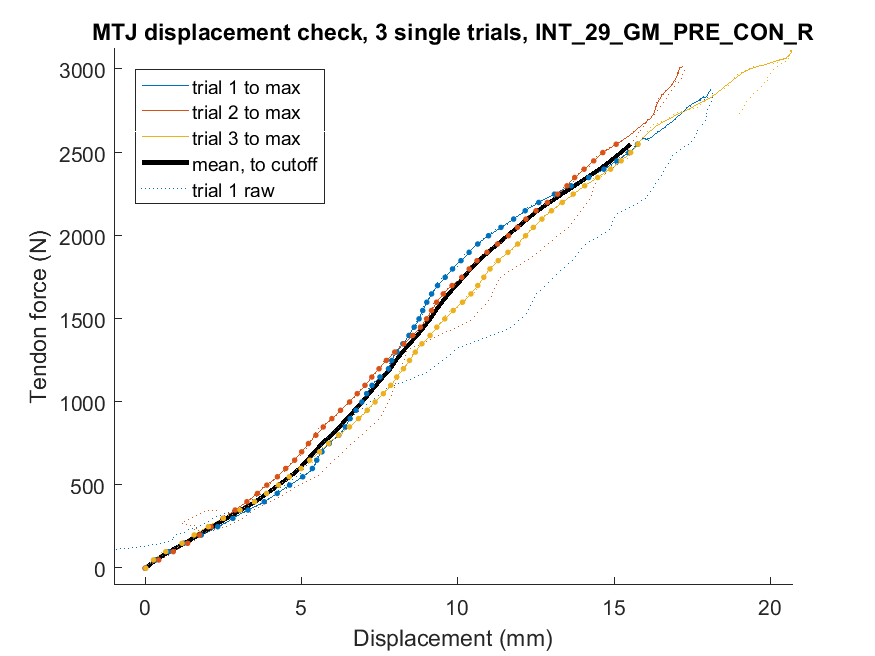 MTJ displacement check, 3 single trials, INT_29_GM_PRE_CON_R
trial 1 to max
trial 2 to max
trial 3 to max
mean, to cutoff
trial 1 raw
3000
2500
2000
1500
1000
500
0
Tendon force (N)
0 5 10 15 20
Displacement (mm)